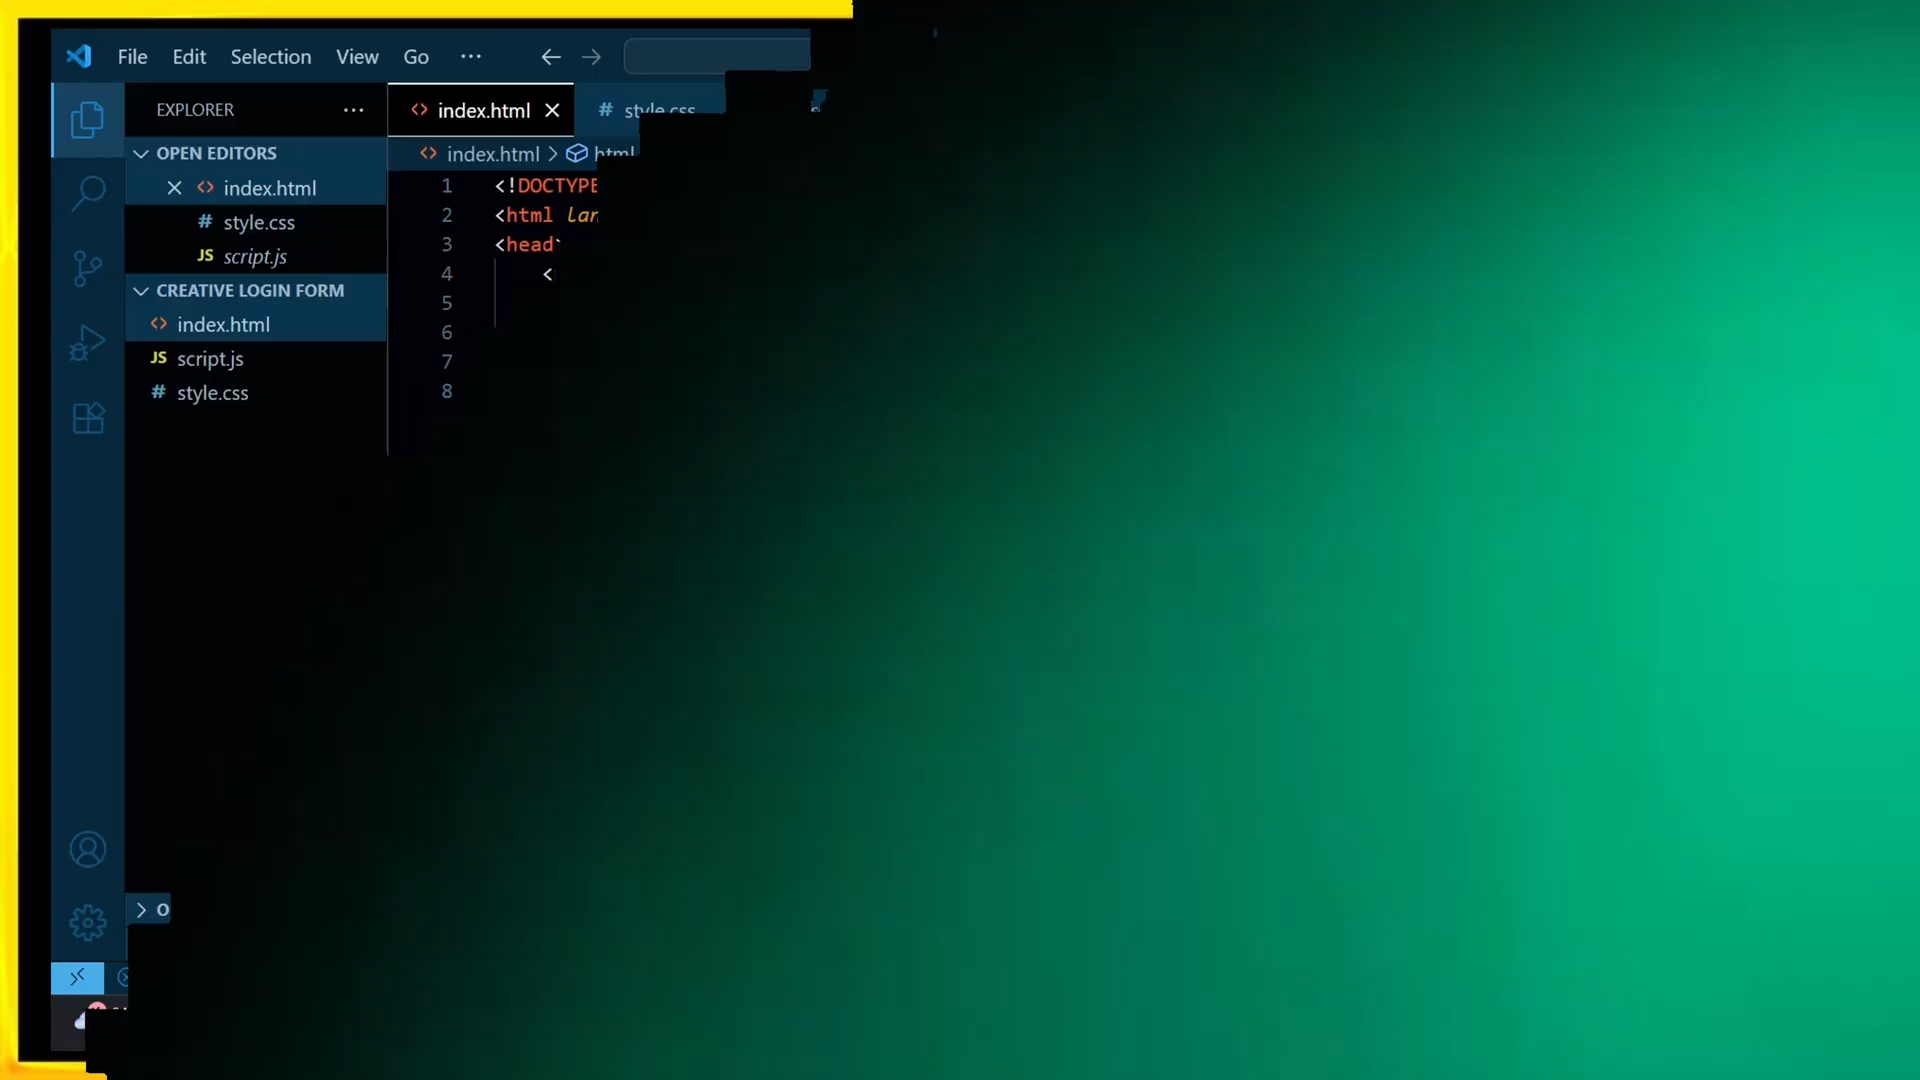 File Edit Selection View Go ...
EXPLORER ...
index.html
style.css
OPEN EDITORS
index.html > html
index.html
style.css
JS script.js
CREATIVE LOGIN FORM
index.html
JS script.js
style.css
1 <!DOCTYPE
2 <html lan
3 <head
4 <
5
6
7
8
> O